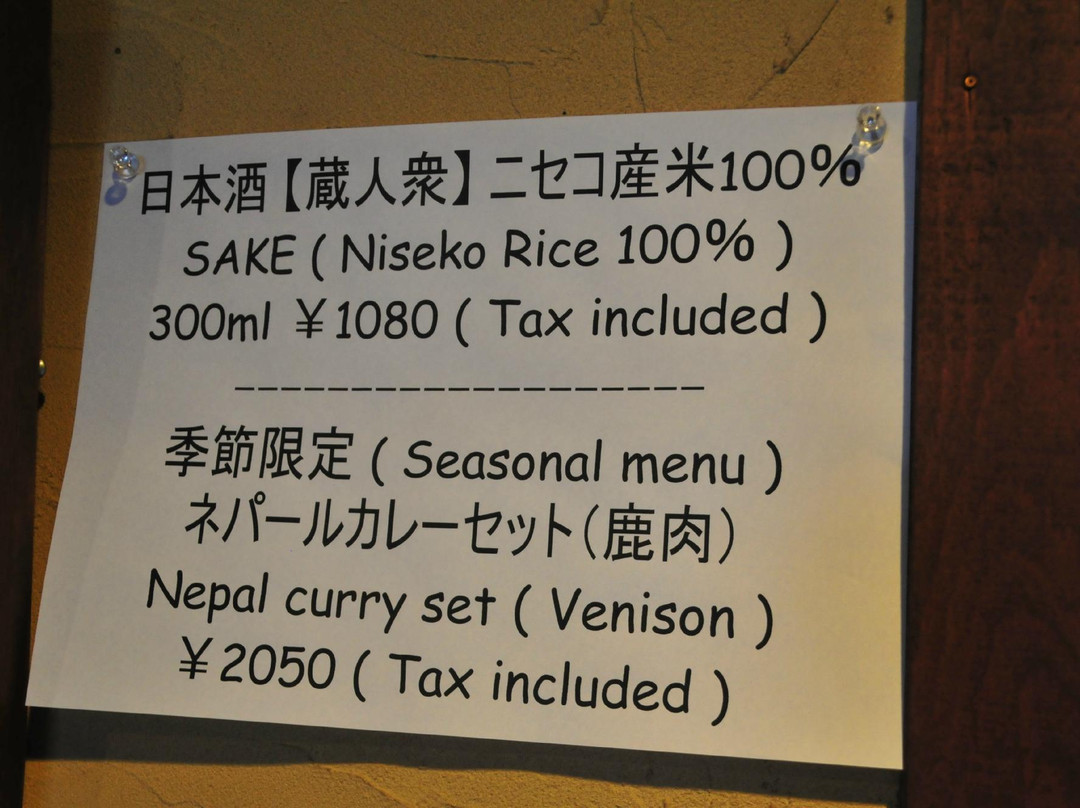 日本酒【蔵人衆】ニセコ産米100%
SAKE ( Niseko Rice 100% )
300ml ¥1080 ( Tax included )
--------------------
季節限定 ( Seasonal menu )
ネパールカレーセット(鹿肉)
Nepal curry set ( Venison )
¥2050 ( Tax included )